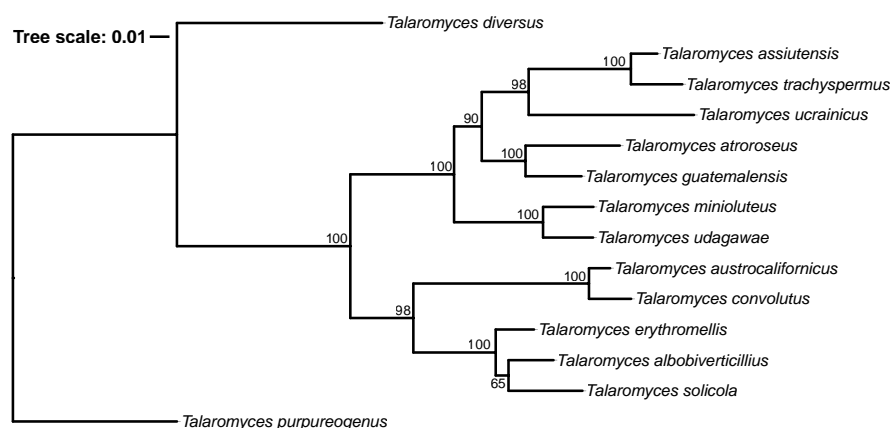 Talaromyces diversus
Tree scale: 0.01
Talaromyces assiutensis
100
Talaromyces trachyspermus
98
Talaromyces ucrainicus
90
Talaromyces atroroseus
100
Talaromyces guatemalensis
100
Talaromyces minioluteus
100
Talaromyces udagawae
100
Talaromyces austrocalifornicus
100
Talaromyces convolutus
98
Talaromyces erythromellis
100
Talaromyces albobiverticillius
65
Talaromyces solicola
Talaromyces purpureogenus